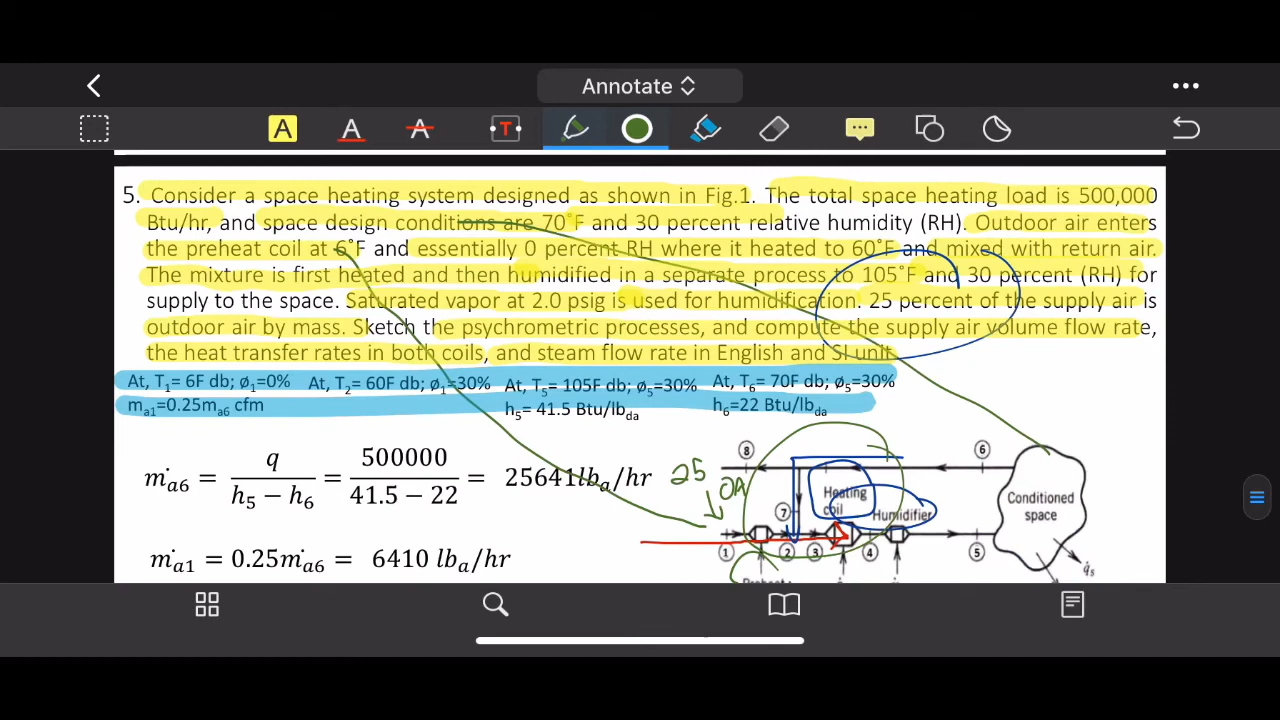 Annotate
A A A T
5. Consider a space heating system designed as shown in Fig.1. The total space heating load is 500,000
Btu/hr, and space design conditions are 70˚F and 30 percent relative humidity (RH). Outdoor air enters
the preheat coil at 6˚F and essentially 0 percent RH where it heated to 60˚F and mixed with return air.
The mixture is first heated and then humidified in a separate process to 105˚F and 30 percent (RH) for
supply to the space. Saturated vapor at 2.0 psig is used for humidification. 25 percent of the supply air is
outdoor air by mass. Sketch the psychrometric processes, and compute the supply air volume flow rate,
the heat transfer rates in both coils, and steam flow rate in English and SI unit
At, T1= 6F db; ø1=0% At, T2= 60F db; ø1=30% At, T5= 105F db; ø5=30% At, T6= 70F db; ø5=30%
ma1=0.25ma6 cfm h5= 41.5 Btu/lbda h6=22 Btu/lbda
ṁa6 = q / (h5 − h6) = 500000 / (41.5 − 22) = 25641lba/hr
ṁa1 = 0.25ṁa6 = 6410 lba/hr
25
OA
8 6
Heating
coil
7
Humidifier
Conditioned
space
1 2 3 4 5
q̇s